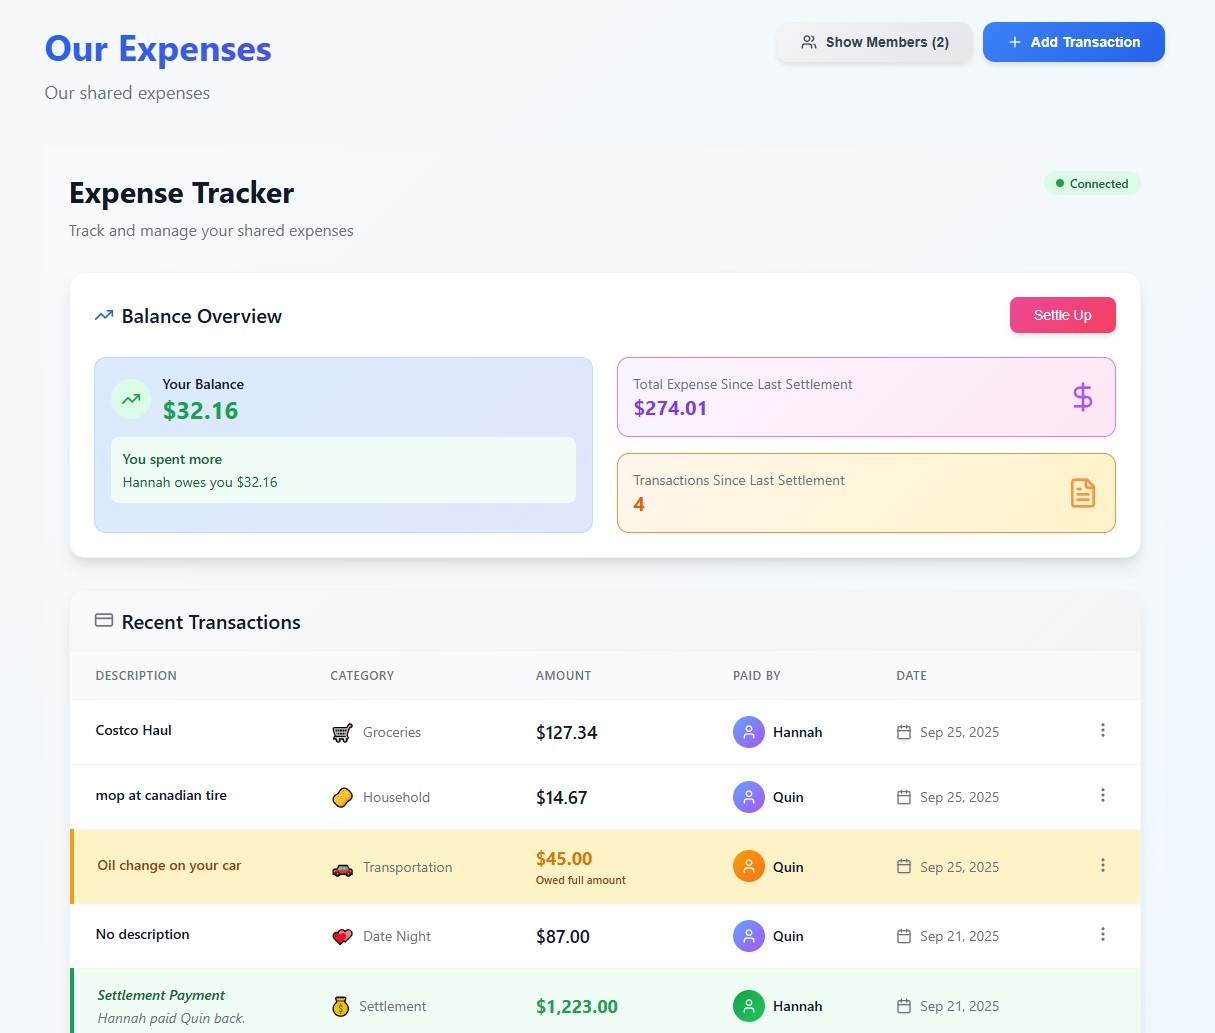 Our Expenses
Show Members (2)
Add Transaction
Our shared expenses
Expense Tracker
Connected
Track and manage your shared expenses
Balance Overview
Settle Up
Your Balance
$32.16
You spent more
Hannah owes you $32.16
Total Expense Since Last Settlement
$274.01
Transactions Since Last Settlement
4
Recent Transactions
DESCRIPTION CATEGORY AMOUNT PAID BY DATE
Costco Haul Groceries $127.34 Hannah Sep 25, 2025
mop at canadian tire Household $14.67 Quin Sep 25, 2025
Oil change on your car Transportation $45.00 Quin Sep 25, 2025
Owed full amount
No description Date Night $87.00 Quin Sep 21, 2025
Settlement Payment Settlement $1,223.00 Hannah Sep 21, 2025
Hannah paid Quin back.